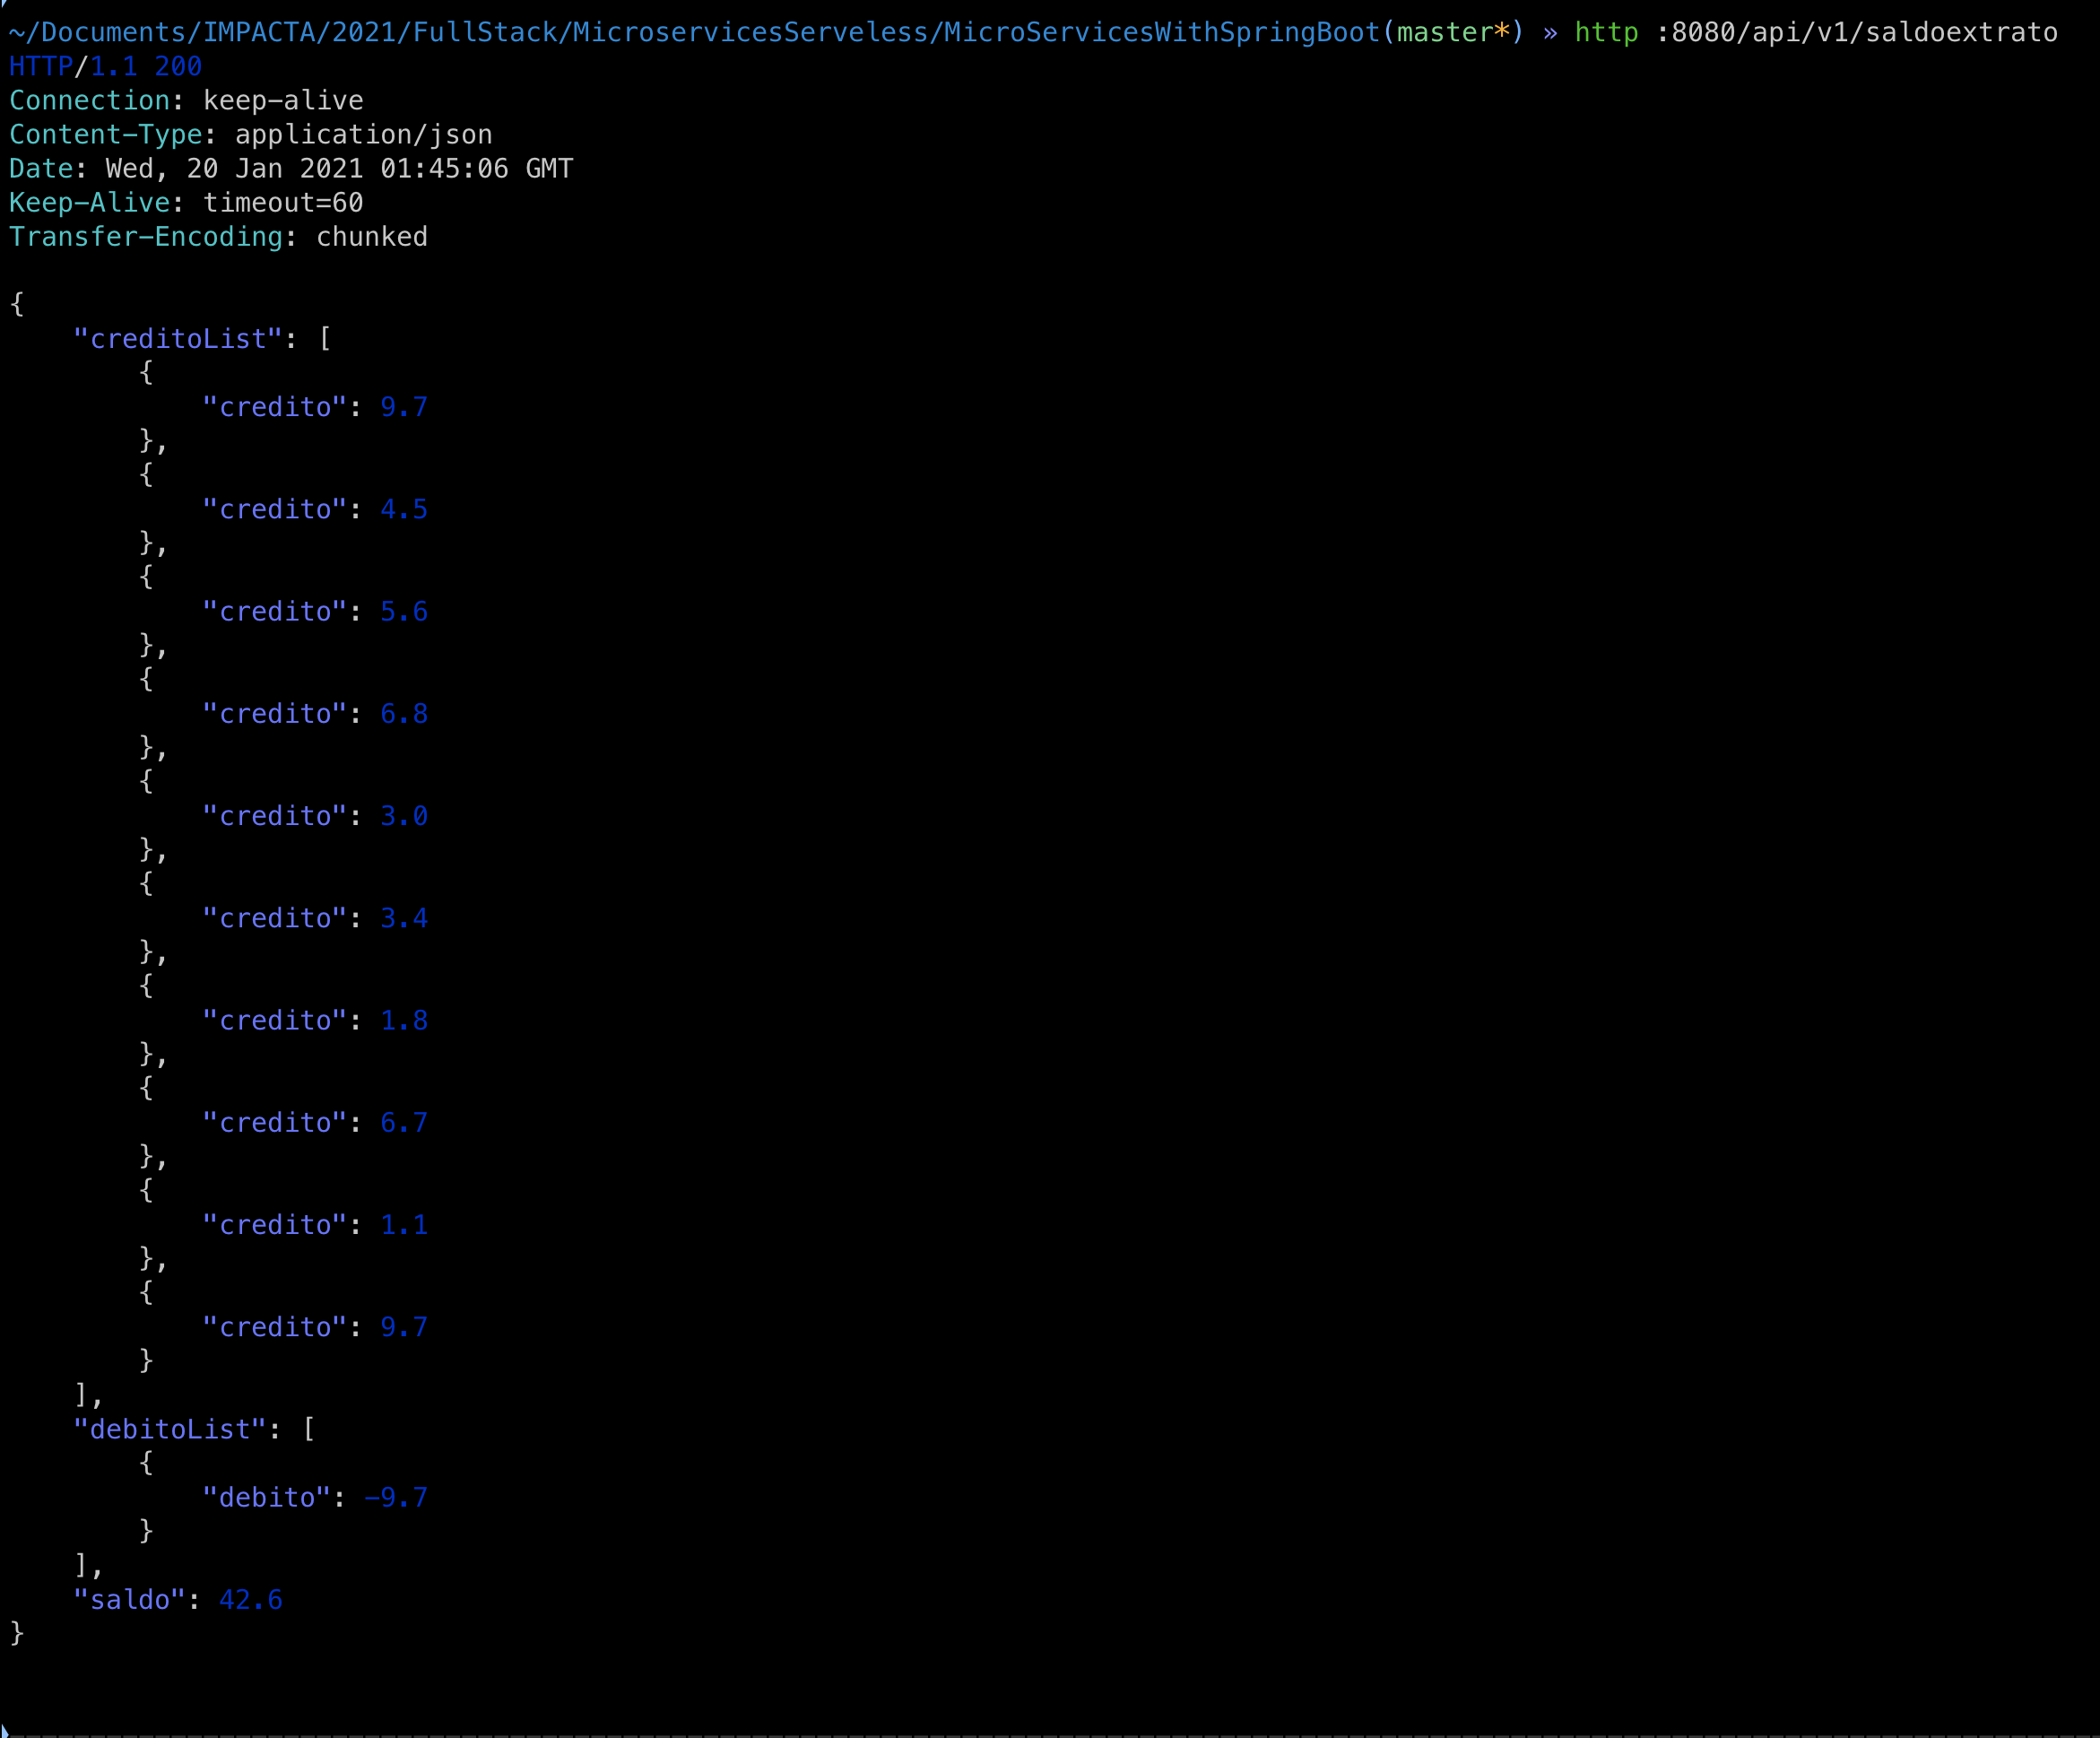 ~/Documents/IMPACTA/2021/FullStack/MicroservicesServeless/MicroServicesWithSpringBoot(master*) » http :8080/api/v1/saldoextrato
HTTP/1.1 200
Connection: keep-alive
Content-Type: application/json
Date: Wed, 20 Jan 2021 01:45:06 GMT
Keep-Alive: timeout=60
Transfer-Encoding: chunked

{
    "creditoList": [
        {
            "credito": 9.7
        },
        {
            "credito": 4.5
        },
        {
            "credito": 5.6
        },
        {
            "credito": 6.8
        },
        {
            "credito": 3.0
        },
        {
            "credito": 3.4
        },
        {
            "credito": 1.8
        },
        {
            "credito": 6.7
        },
        {
            "credito": 1.1
        },
        {
            "credito": 9.7
        }
    ],
    "debitoList": [
        {
            "debito": -9.7
        }
    ],
    "saldo": 42.6
}